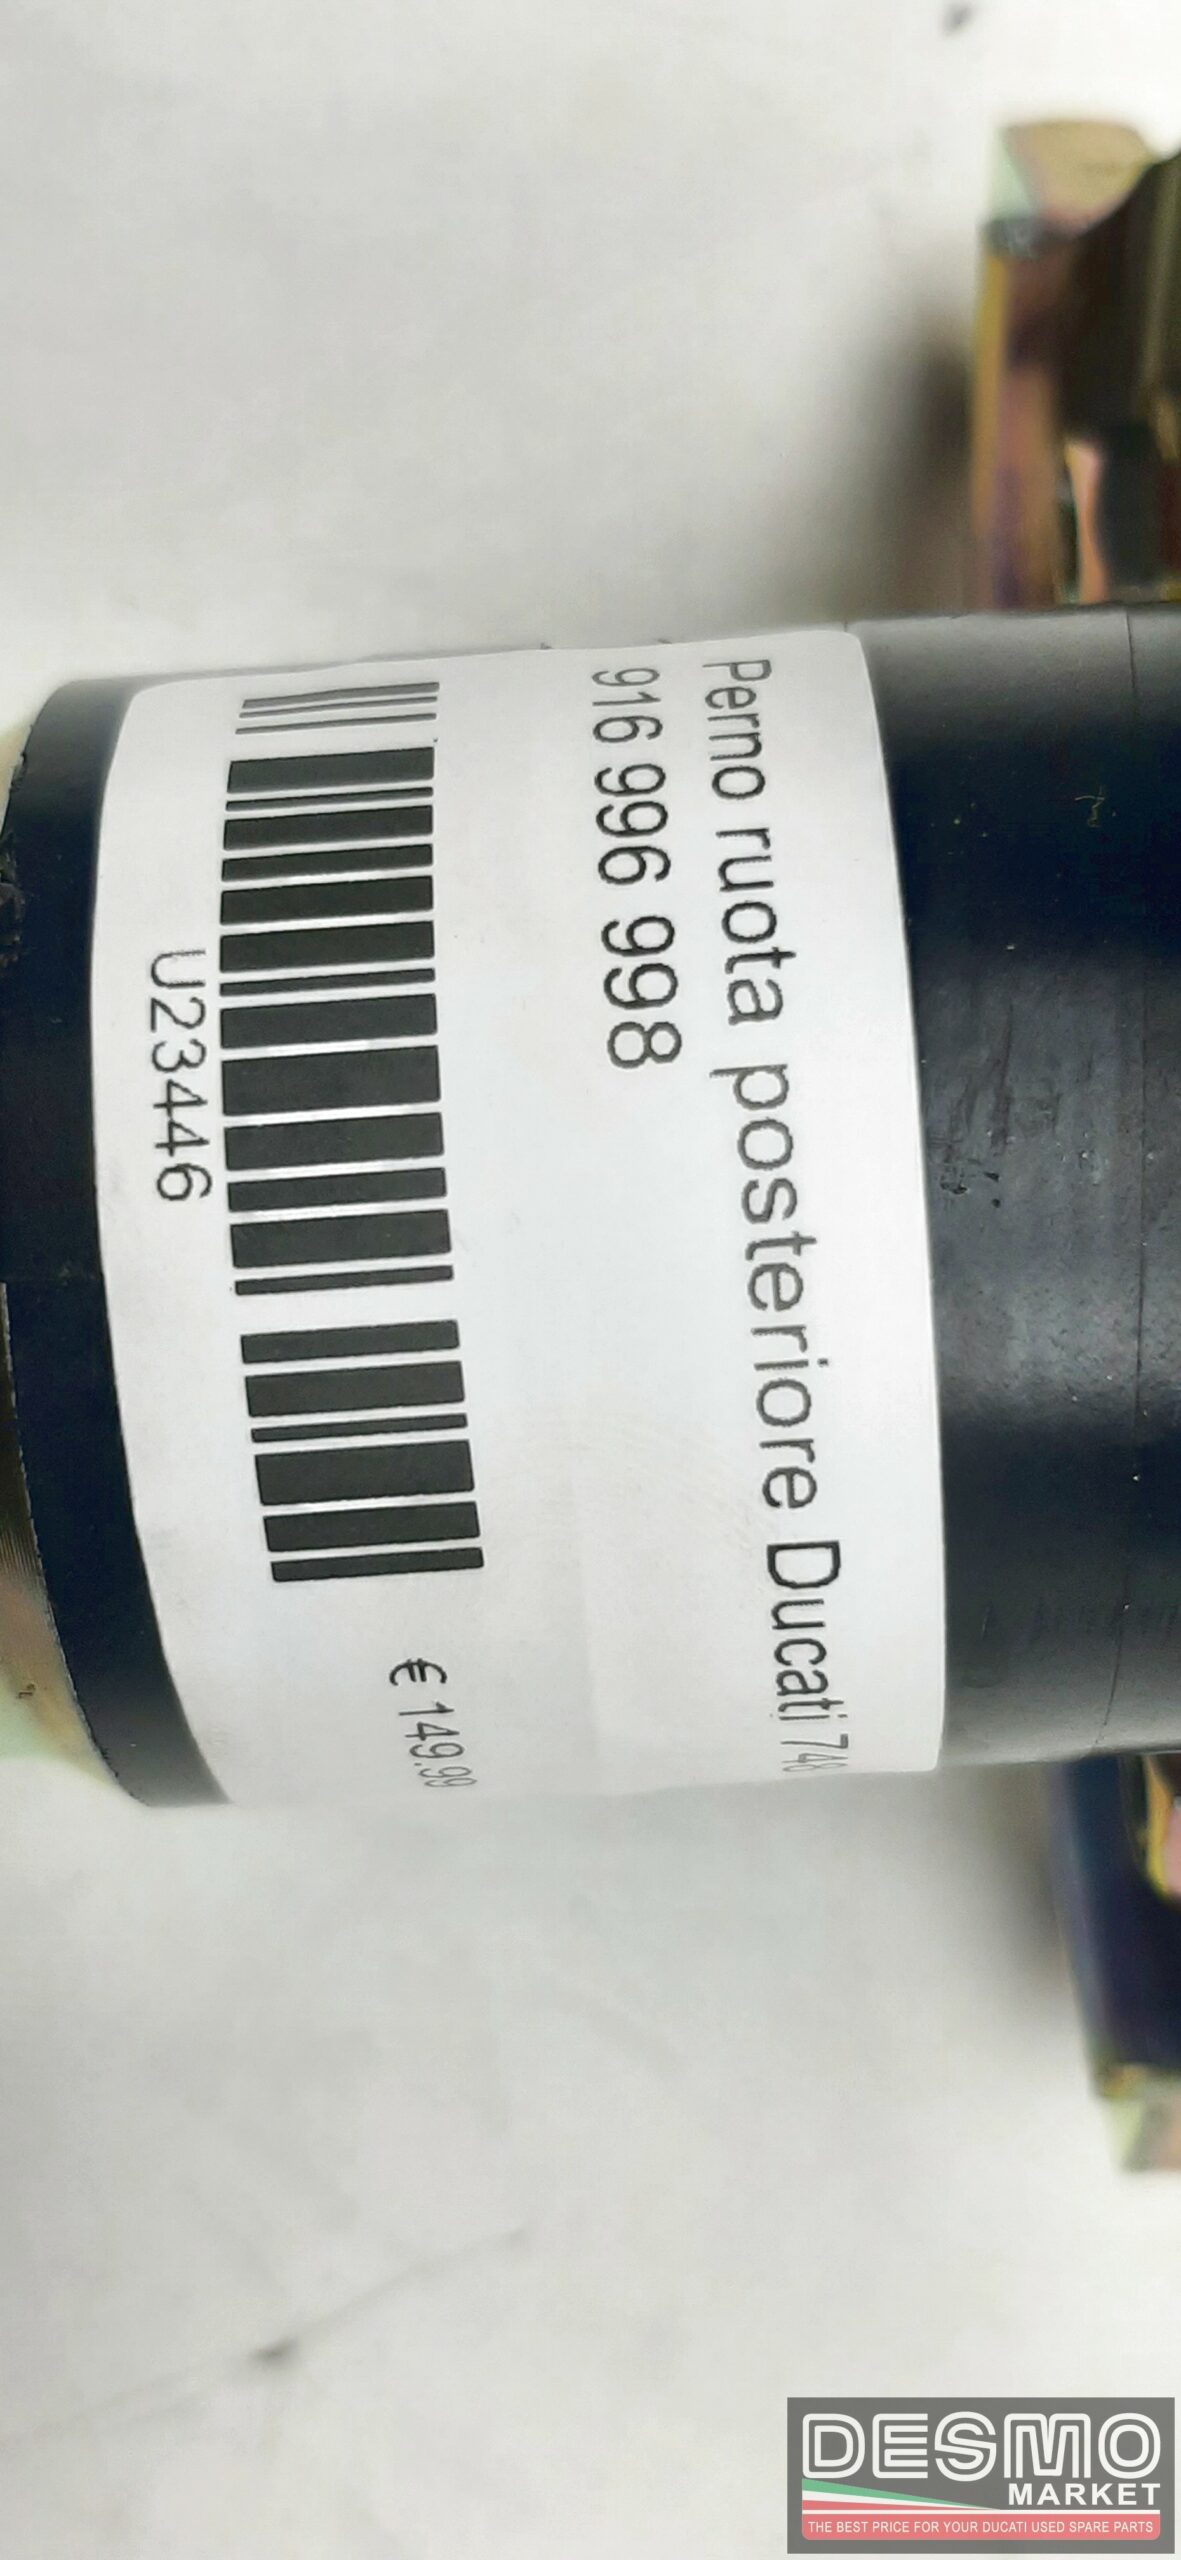 Perno ruota posteriore Ducati 748
916 996 998
€ 149.99
U23446
DESMO
MARKET
THE BEST PRICE FOR YOUR DUCATI USED SPARE PARTS